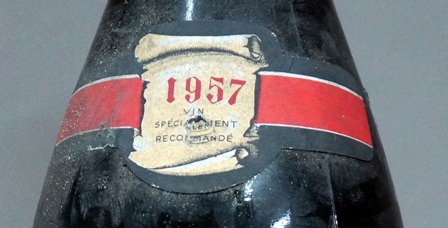 1957
VIN
SPÉCIALEMENT
RECOMMANDÉ